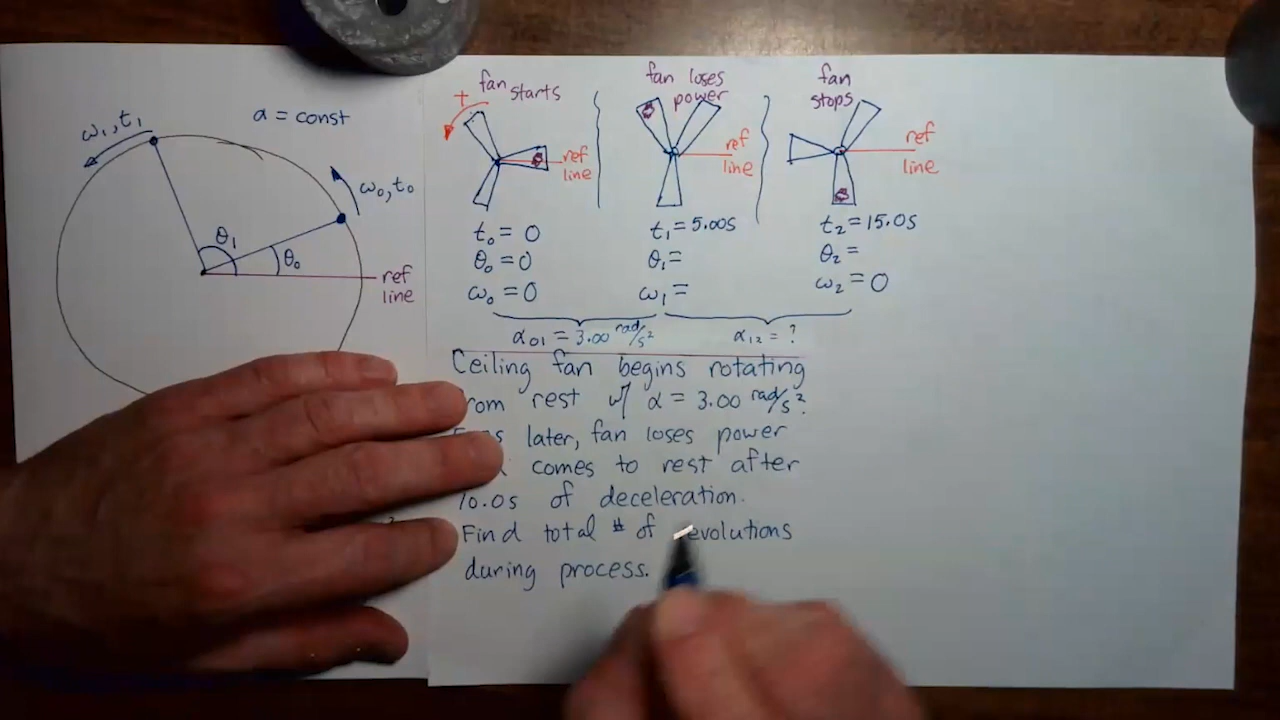 ω₁, t₁
α = const
ω₀, t₀
θ₁
θ₀
ref
line
fan starts
+
ref
line
t₀ = 0
θ₀ = 0
ω₀ = 0
fan loses
power
ref
line
t₁ = 5.00s
θ₁ =
ω₁ =
fan
stops
ref
line
t₂ = 15.0s
θ₂ =
ω₂ = 0
α₀₁ = 3.00 rad/s²
α₁₂ = ?
Ceiling fan begins rotating
rest w/ α = 3.00 rad/s².
later, fan loses power
comes to rest after
10.0s of deceleration.
Find total # of revolutions
during process.